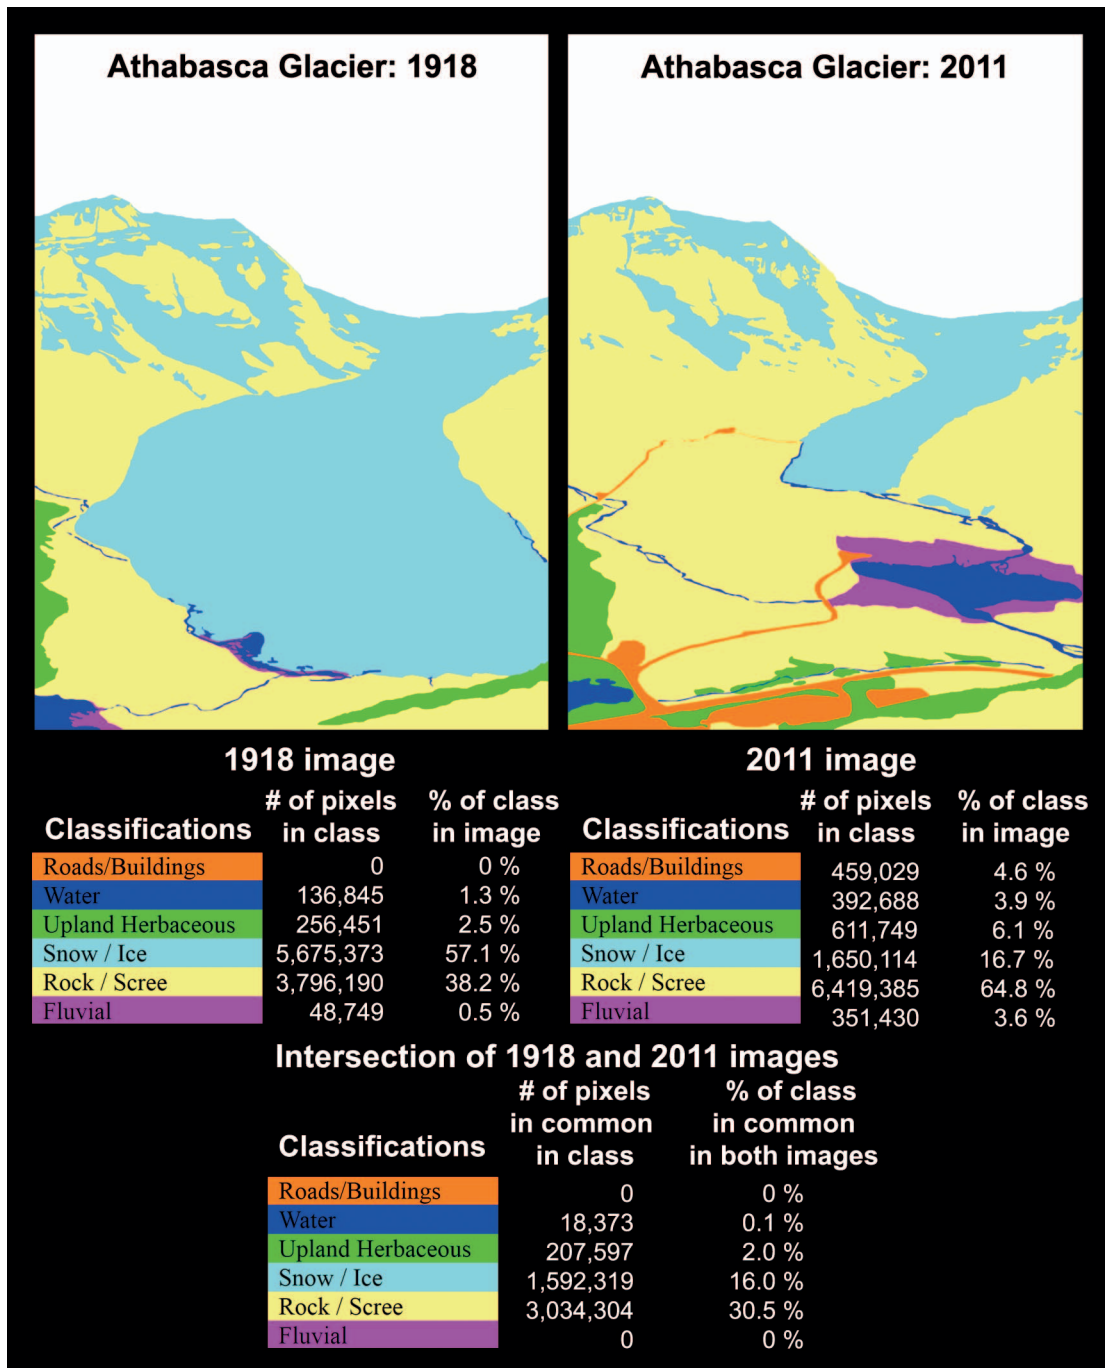 Athabasca Glacier: 1918
Athabasca Glacier: 2011
1918 image
Classifications
# of pixels
in class
% of class
in image
Roads/Buildings 0 0 %
Water 136,845 1.3 %
Upland Herbaceous 256,451 2.5 %
Snow / Ice 5,675,373 57.1 %
Rock / Scree 3,796,190 38.2 %
Fluvial 48,749 0.5 %
2011 image
Classifications
# of pixels
in class
% of class
in image
Roads/Buildings 459,029 4.6 %
Water 392,688 3.9 %
Upland Herbaceous 611,749 6.1 %
Snow / Ice 1,650,114 16.7 %
Rock / Scree 6,419,385 64.8 %
Fluvial 351,430 3.6 %
Intersection of 1918 and 2011 images
Classifications
# of pixels
in common
in class
% of class
in common
in both images
Roads/Buildings 0 0 %
Water 18,373 0.1 %
Upland Herbaceous 207,597 2.0 %
Snow / Ice 1,592,319 16.0 %
Rock / Scree 3,034,304 30.5 %
Fluvial 0 0 %